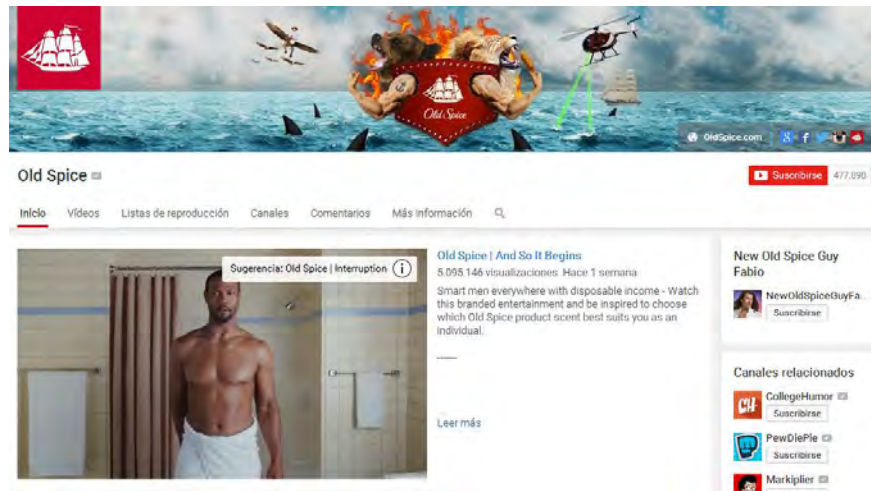 Old Spice
OldSpice.com
Old Spice
Suscribirse 477.090
Inicio Vídeos Listas de reproducción Canales Comentarios Más información
Sugerencia: Old Spice | Interruption
Old Spice | And So It Begins
5.095.146 visualizaciones Hace 1 semana
Smart men everywhere with disposable income - Watch
this branded entertainment and be inspired to choose
which Old Spice product scent best suits you as an
individual.
Leer más
New Old Spice Guy
Fabio
NewOldSpiceGuyFa...
Suscribirse
Canales relacionados
CH
CollegeHumor
Suscribirse
PewDiePie
Suscribirse
Markiplier